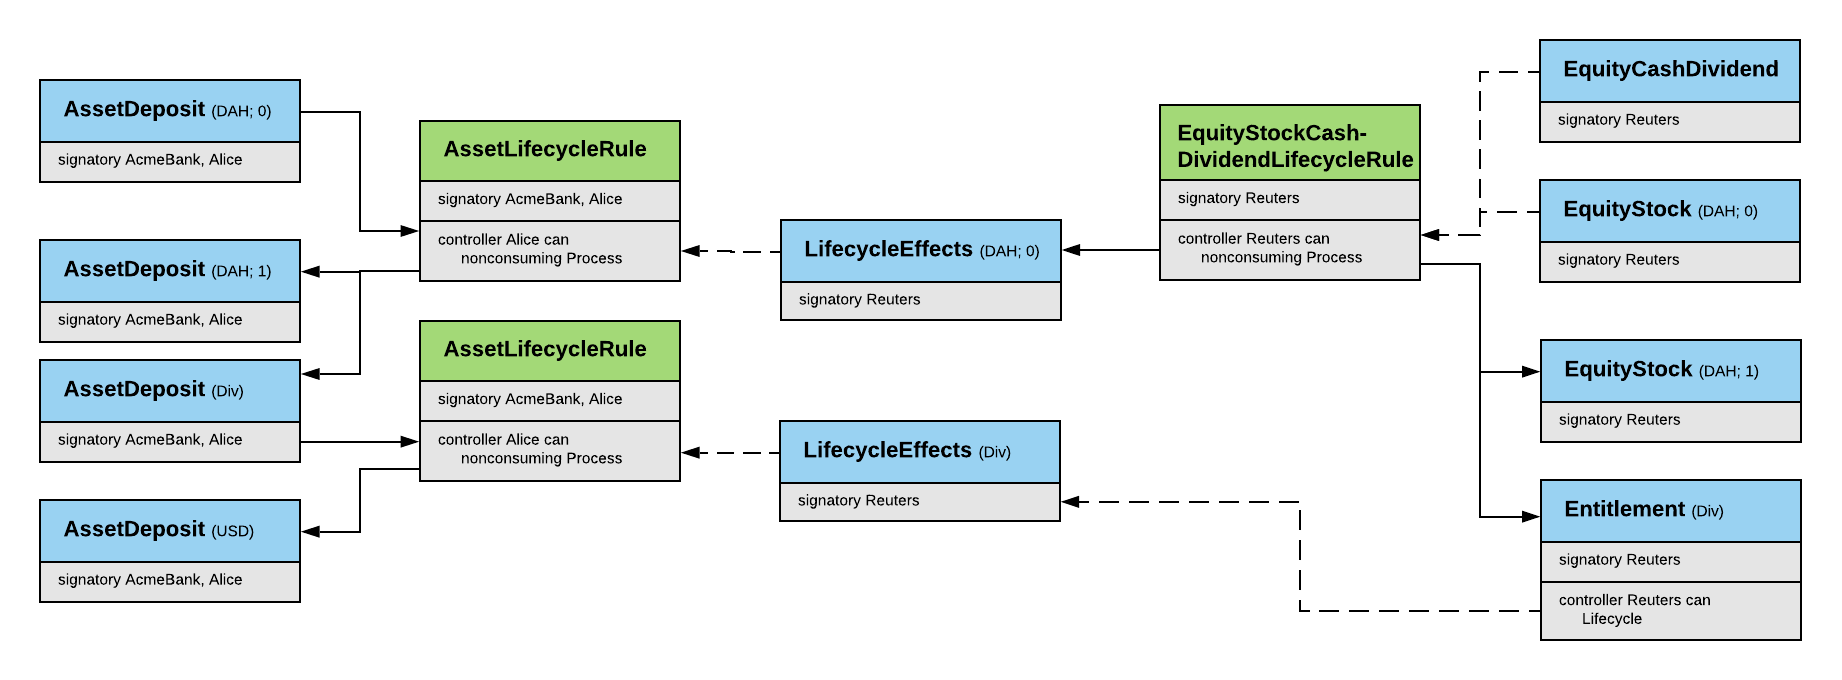 AssetDeposit (DAH; 0)
signatory AcmeBank, Alice
AssetDeposit (DAH; 1)
signatory AcmeBank, Alice
AssetDeposit (Div)
signatory AcmeBank, Alice
AssetDeposit (USD)
signatory AcmeBank, Alice
AssetLifecycleRule
signatory AcmeBank, Alice
controller Alice can
nonconsuming Process
AssetLifecycleRule
signatory AcmeBank, Alice
controller Alice can
nonconsuming Process
LifecycleEffects (DAH; 0)
signatory Reuters
LifecycleEffects (Div)
signatory Reuters
EquityStockCash-
DividendLifecycleRule
signatory Reuters
controller Reuters can
nonconsuming Process
EquityCashDividend
signatory Reuters
EquityStock (DAH; 0)
signatory Reuters
EquityStock (DAH; 1)
signatory Reuters
Entitlement (Div)
signatory Reuters
controller Reuters can
Lifecycle